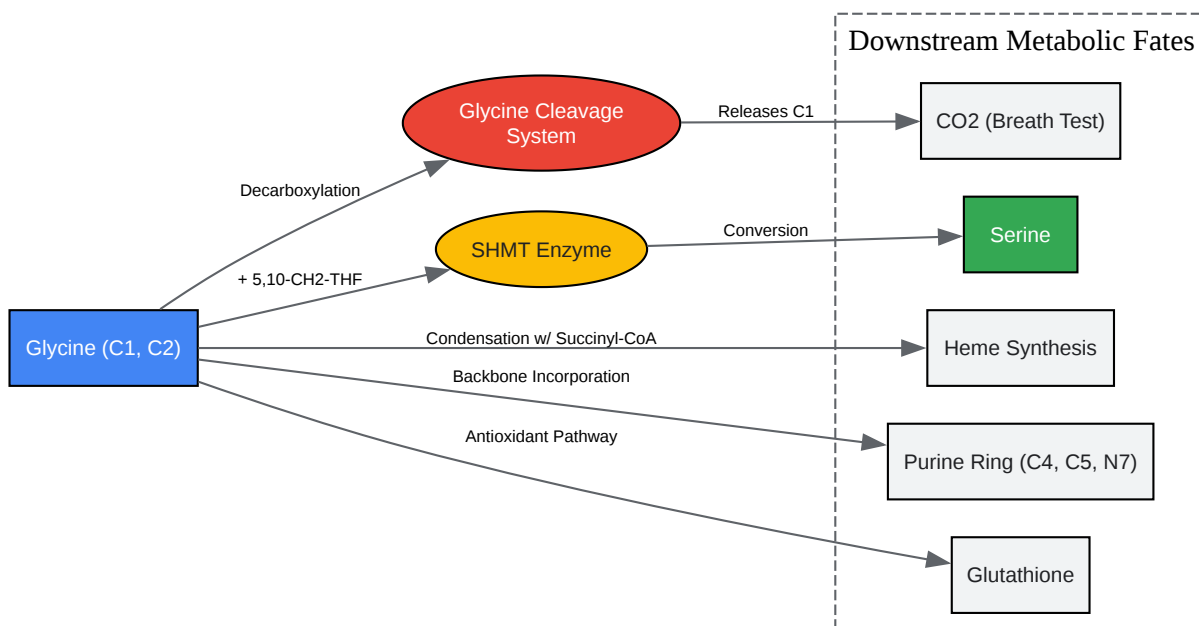 Downstream Metabolic Fates
Glycine Cleavage
System
Releases C1
CO2 (Breath Test)
Decarboxylation
SHMT Enzyme
Conversion
Serine
+ 5,10-CH2-THF
Glycine (C1, C2)
Condensation w/ Succinyl-CoA
Heme Synthesis
Backbone Incorporation
Purine Ring (C4, C5, N7)
Antioxidant Pathway
Glutathione